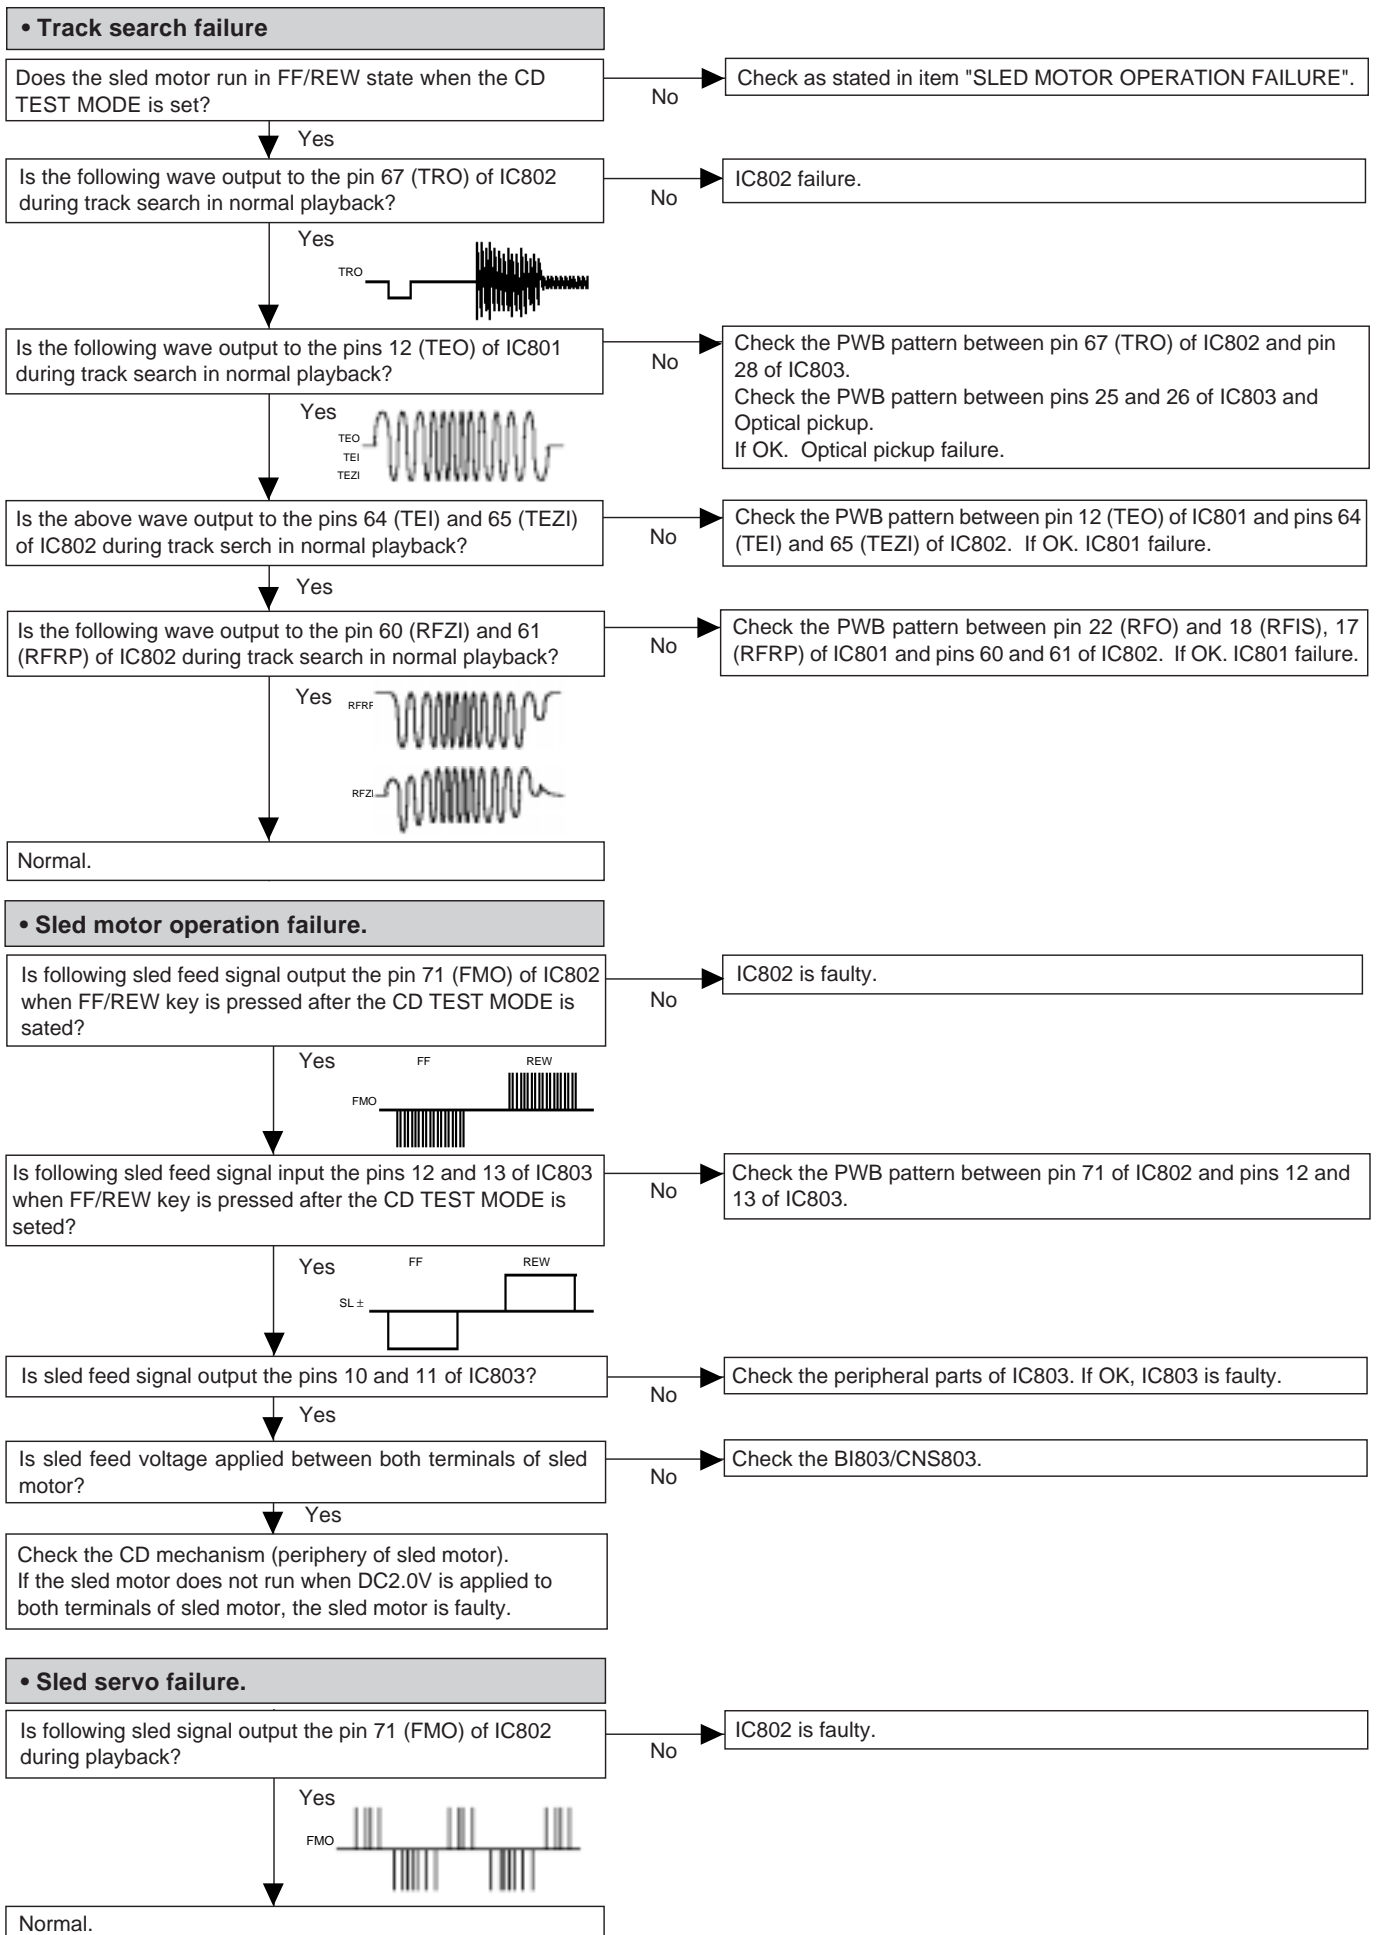 • Track search failure
Does the sled motor run in FF/REW state when the CD
TEST MODE is set?
No
Check as stated in item "SLED MOTOR OPERATION FAILURE".
Yes
Is the following wave output to the pin 67 (TRO) of IC802
during track search in normal playback?
No
IC802 failure.
Yes
TRO
Is the following wave output to the pins 12 (TEO) of IC801
during track search in normal playback?
No
Check the PWB pattern between pin 67 (TRO) of IC802 and pin
28 of IC803.
Check the PWB pattern between pins 25 and 26 of IC803 and
Optical pickup.
If OK. Optical pickup failure.
Yes
TEO
TEI
TEZI
Is the above wave output to the pins 64 (TEI) and 65 (TEZI)
of IC802 during track serch in normal playback?
No
Check the PWB pattern between pin 12 (TEO) of IC801 and pins 64
(TEI) and 65 (TEZI) of IC802. If OK. IC801 failure.
Yes
Is the following wave output to the pin 60 (RFZI) and 61
(RFRP) of IC802 during track search in normal playback?
No
Check the PWB pattern between pin 22 (RFO) and 18 (RFIS), 17
(RFRP) of IC801 and pins 60 and 61 of IC802. If OK. IC801 failure.
Yes
RFRP
RFZI
Normal.
• Sled motor operation failure.
Is following sled feed signal output the pin 71 (FMO) of IC802
when FF/REW key is pressed after the CD TEST MODE is
sated?
No
IC802 is faulty.
Yes
FF
REW
FMO
Is following sled feed signal input the pins 12 and 13 of IC803
when FF/REW key is pressed after the CD TEST MODE is
seted?
No
Check the PWB pattern between pin 71 of IC802 and pins 12 and
13 of IC803.
Yes
FF
REW
SL ±
Is sled feed signal output the pins 10 and 11 of IC803?
No
Check the peripheral parts of IC803. If OK, IC803 is faulty.
Yes
Is sled feed voltage applied between both terminals of sled
motor?
No
Check the BI803/CNS803.
Yes
Check the CD mechanism (periphery of sled motor).
If the sled motor does not run when DC2.0V is applied to
both terminals of sled motor, the sled motor is faulty.
• Sled servo failure.
Is following sled signal output the pin 71 (FMO) of IC802
during playback?
No
IC802 is faulty.
Yes
FMO
Normal.